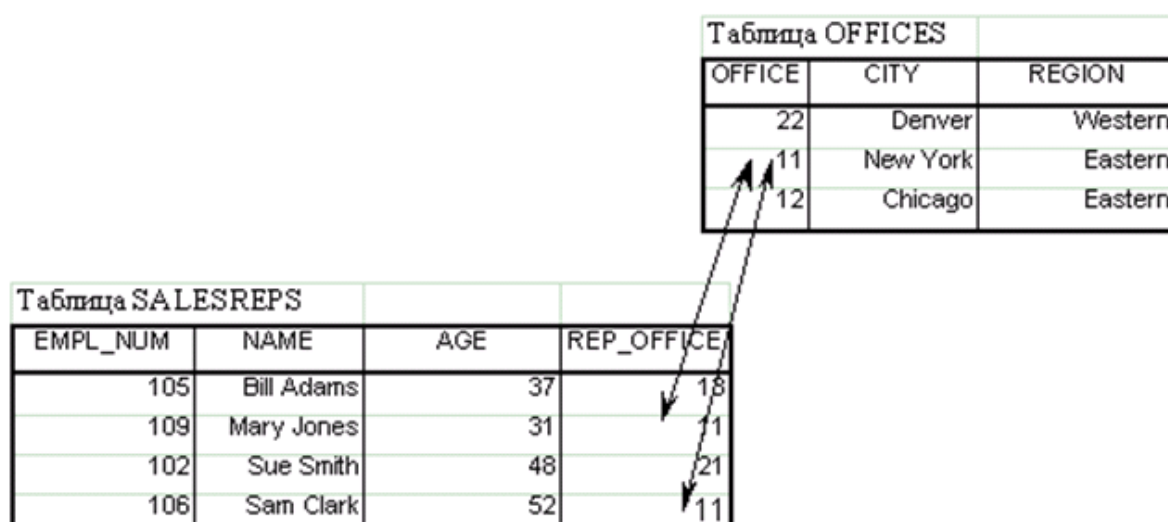 Таблица OFFICES
OFFICE CITY REGION
22 Denver Western
11 New York Eastern
12 Chicago Eastern
Таблица SALESREPS
EMPL_NUM NAME AGE REP_OFFICE
105 Bill Adams 37 13
109 Mary Jones 31 11
102 Sue Smith 48 21
106 Sam Clark 52 11